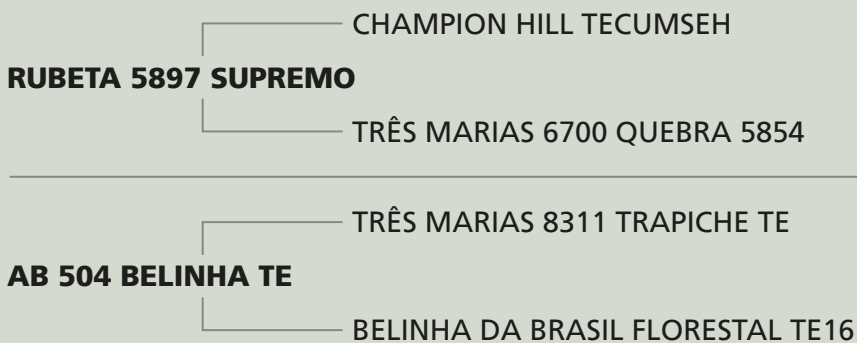 CHAMPION HILL TECUMSEH
RUBETA 5897 SUPREMO
TRÊS MARIAS 6700 QUEBRA 5854
TRÊS MARIAS 8311 TRAPICHE TE
AB 504 BELINHA TE
BELINHA DA BRASIL FLORESTAL TE16